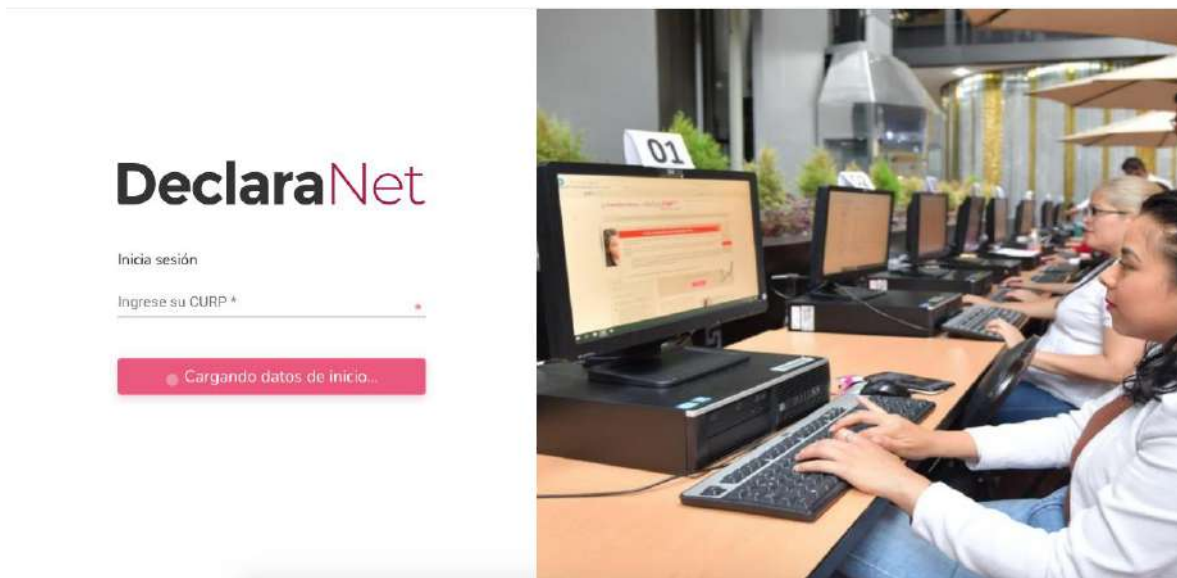 DeclaraNet
Inicia sesión
Ingrese su CURP *
Cargando datos de inicio...
01